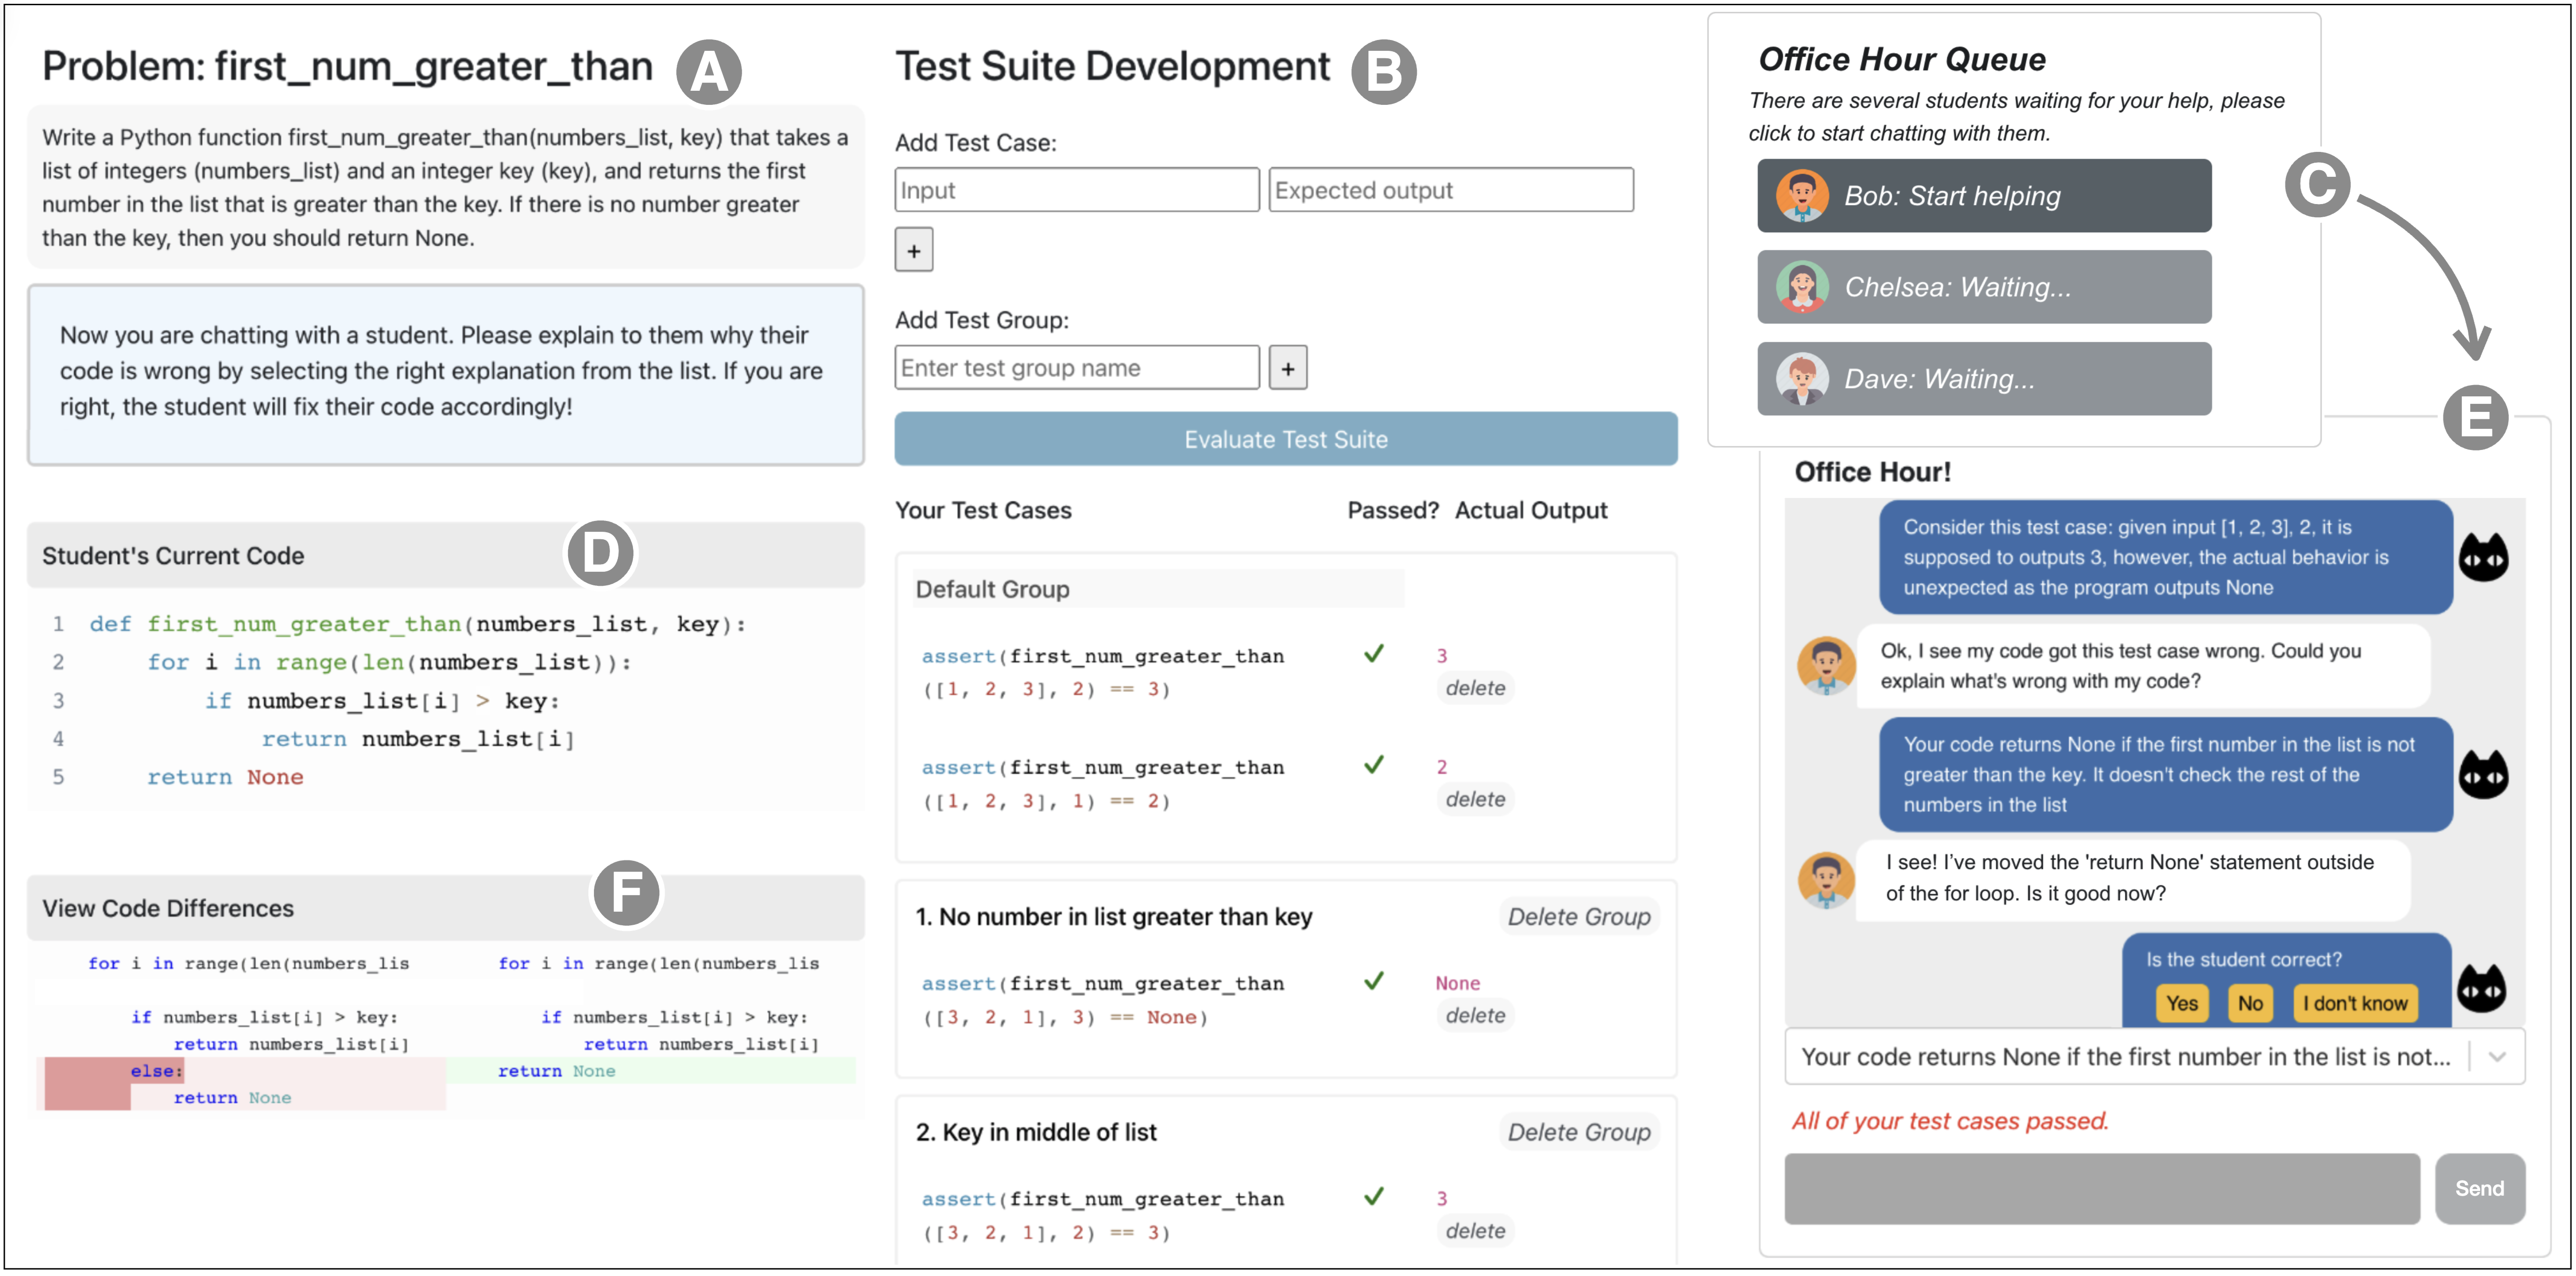 Problem: first_num_greater_than
A
Write a Python function first_num_greater_than(numbers_list, key) that takes a
list of integers (numbers_list) and an integer key (key), and returns the first
number in the list that is greater than the key. If there is no number greater
than the key, then you should return None.
Now you are chatting with a student. Please explain to them why their
code is wrong by selecting the right explanation from the list. If you are
right, the student will fix their code accordingly!
Student's Current Code
D
1 def first_num_greater_than(numbers_list, key):
2 for i in range(len(numbers_list)):
3 if numbers_list[i] > key:
4 return numbers_list[i]
5 return None
View Code Differences
F
for i in range(len(numbers_lis
if numbers_list[i] > key:
return numbers_list[i]
else:
return None
for i in range(len(numbers_lis
if numbers_list[i] > key:
return numbers_list[i]
return None
Test Suite Development
B
Add Test Case:
Input
Expected output
+
Add Test Group:
Enter test group name
+
Evaluate Test Suite
Your Test Cases Passed? Actual Output
Default Group
assert(first_num_greater_than ✓ 3
([1, 2, 3], 2) == 3) delete
assert(first_num_greater_than ✓ 2
([1, 2, 3], 1) == 2) delete
1. No number in list greater than key Delete Group
assert(first_num_greater_than ✓ None
([3, 2, 1], 3) == None) delete
2. Key in middle of list Delete Group
assert(first_num_greater_than ✓ 3
([3, 2, 1], 2) == 3) delete
Office Hour Queue
There are several students waiting for your help, please
click to start chatting with them.
Bob: Start helping
Chelsea: Waiting...
Dave: Waiting...
C
E
Office Hour!
Consider this test case: given input [1, 2, 3], 2, it is
supposed to outputs 3, however, the actual behavior is
unexpected as the program outputs None
Ok, I see my code got this test case wrong. Could you
explain what's wrong with my code?
Your code returns None if the first number in the list is not
greater than the key. It doesn't check the rest of the
numbers in the list
I see! I’ve moved the 'return None' statement outside
of the for loop. Is it good now?
Is the student correct?
Yes No I don't know
Your code returns None if the first number in the list is not...
All of your test cases passed.
Send